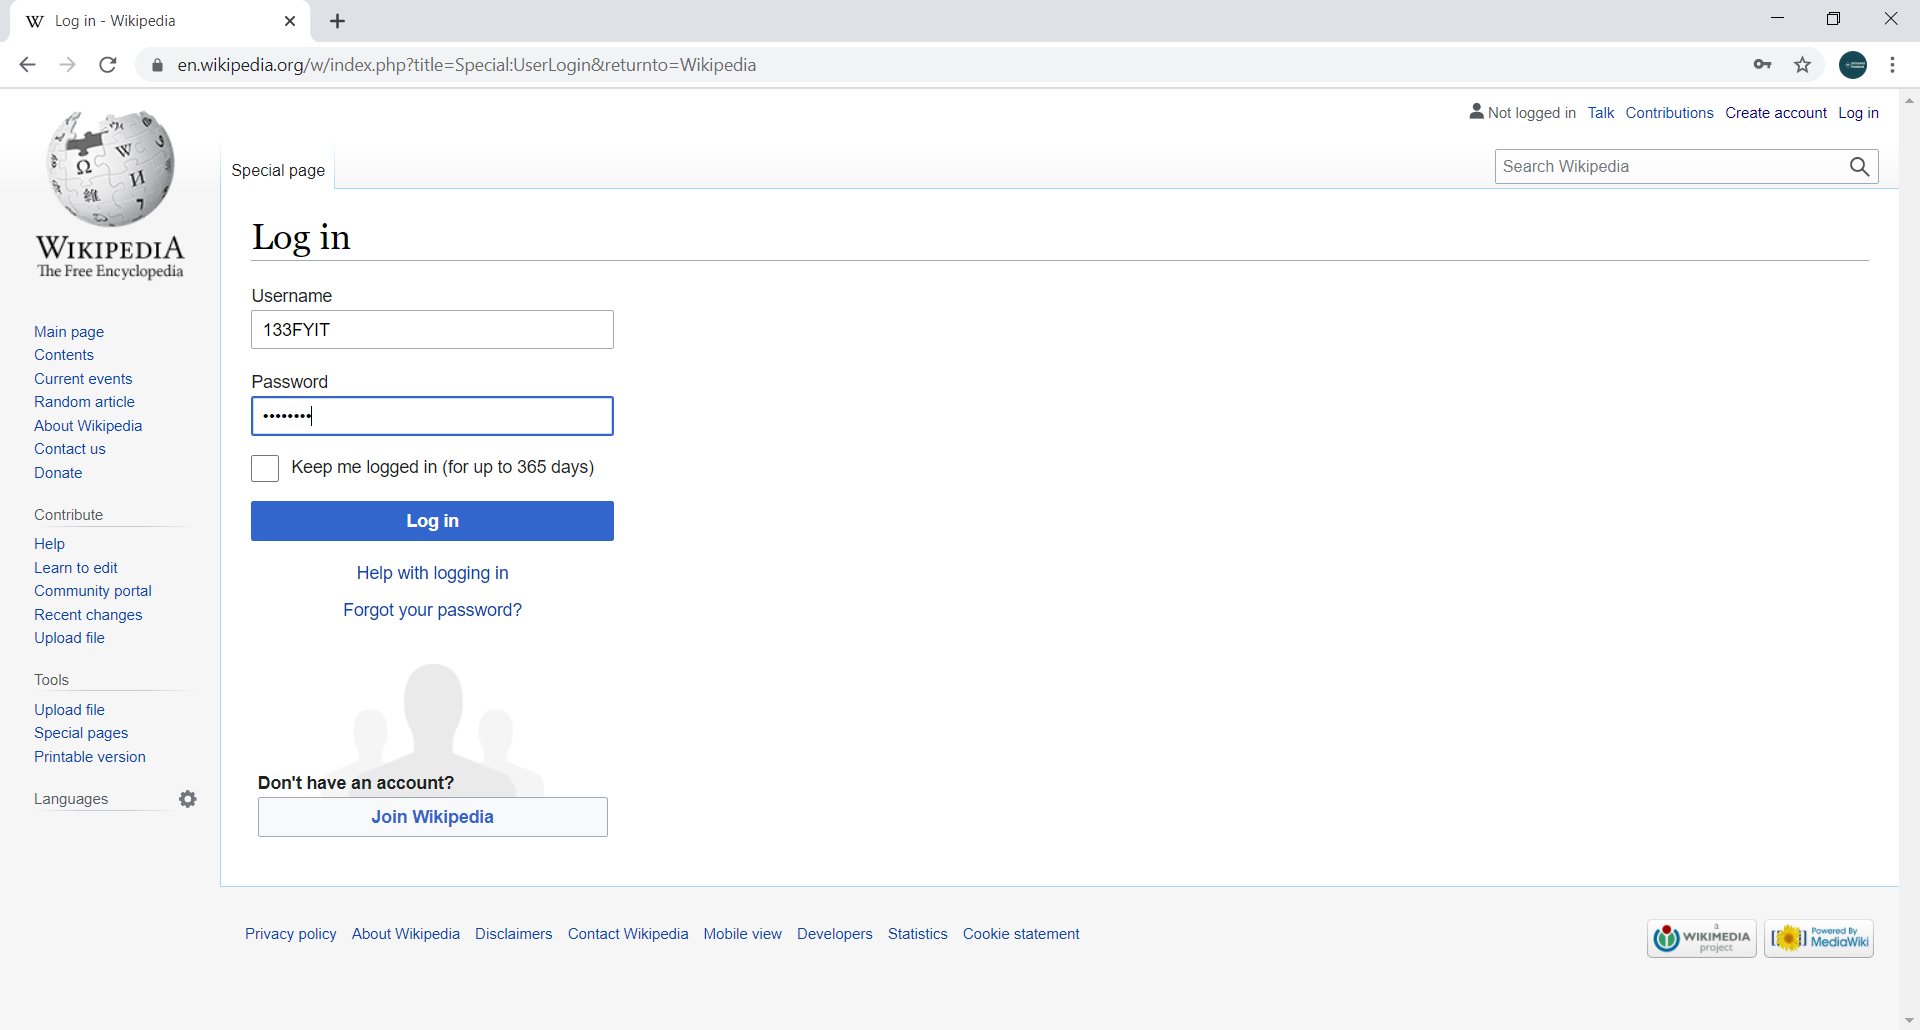 Log in - Wikipedia
en.wikipedia.org/w/index.php?title=Special:UserLogin&returnto=Wikipedia
Not logged in Talk Contributions Create account Log in
Special page
Search Wikipedia
WIKIPEDIA
The Free Encyclopedia
Main page
Contents
Current events
Random article
About Wikipedia
Contact us
Donate
Contribute
Help
Learn to edit
Community portal
Recent changes
Upload file
Tools
Upload file
Special pages
Printable version
Languages
Log in
Username
133FYIT
Password
••••••••
Keep me logged in (for up to 365 days)
Log in
Help with logging in
Forgot your password?
Don't have an account?
Join Wikipedia
Privacy policy About Wikipedia Disclaimers Contact Wikipedia Mobile view Developers Statistics Cookie statement
a
WIKIMEDIA
project
Powered By
MediaWiki